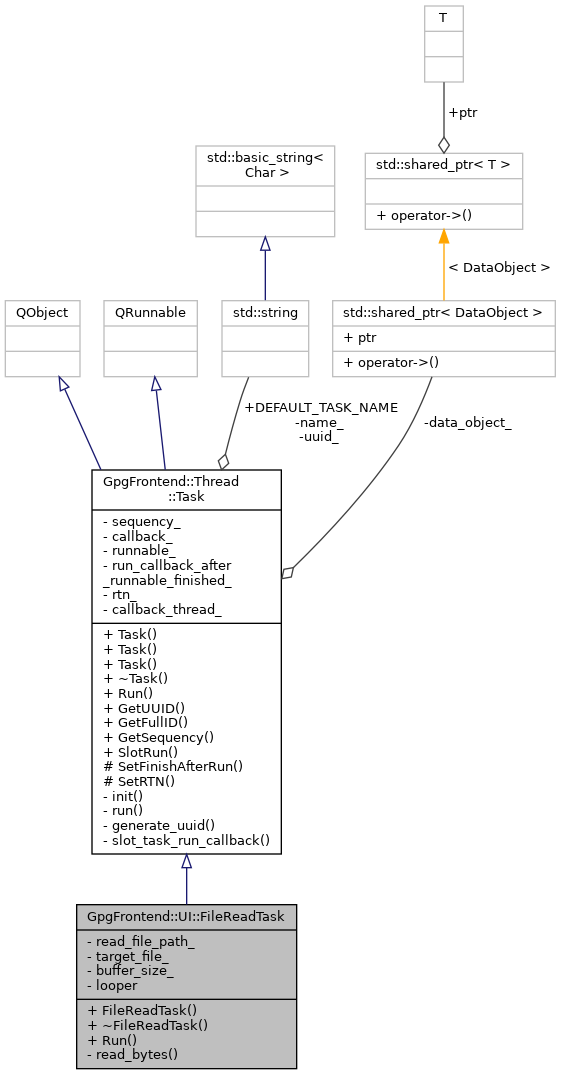 T
+ptr
std::basic_string<
Char >
std::shared_ptr< T >
+ operator->()
< DataObject >
QObject
QRunnable
std::string
std::shared_ptr< DataObject >
+ ptr
+ operator->()
+DEFAULT_TASK_NAME
-name_
-uuid_
-data_object_
GpgFrontend::Thread
::Task
- sequency_
- callback_
- runnable_
- run_callback_after
_runnable_finished_
- rtn_
- callback_thread_
+ Task()
+ Task()
+ Task()
+ ~Task()
+ Run()
+ GetUUID()
+ GetFullID()
+ GetSequency()
+ SlotRun()
# SetFinishAfterRun()
# SetRTN()
- init()
- run()
- generate_uuid()
- slot_task_run_callback()
GpgFrontend::UI::FileReadTask
- read_file_path_
- target_file_
- buffer_size_
- looper
+ FileReadTask()
+ ~FileReadTask()
+ Run()
- read_bytes()